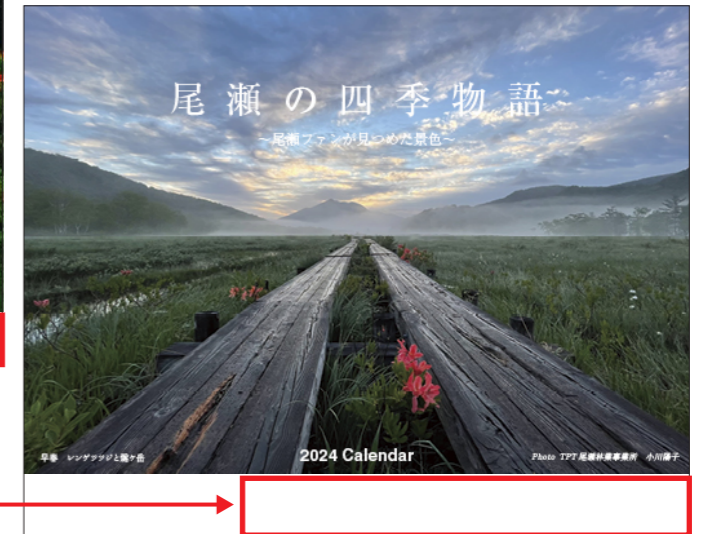 尾瀬の四季物語
〜尾瀬ファンが見つめた景色〜
早春 レンゲツツジと燧ケ岳
2024 Calendar
Photo TPT 尾瀬林業事業所 小川陽子